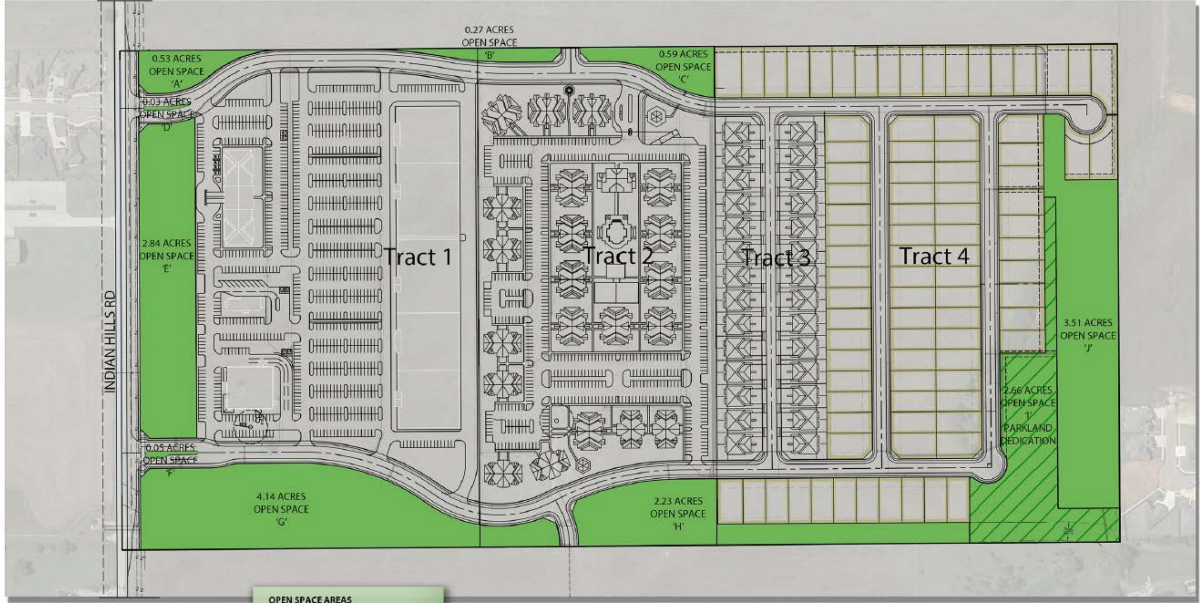 0.27 ACRES
OPEN SPACE
'B'
0.53 ACRES
OPEN SPACE
'A'
0.59 ACRES
OPEN SPACE
'C'
0.03 ACRES
OPEN SPACE
'D'
2.84 ACRES
OPEN SPACE
'E'
Tract 1
Tract 2
Tract 3
Tract 4
INDIAN HILLS RD
3.51 ACRES
OPEN SPACE
'J'
2.66 ACRES
OPEN SPACE
'I'
PARKLAND
DEDICATION
0.05 ACRES
OPEN SPACE
'F'
4.14 ACRES
OPEN SPACE
'G'
2.23 ACRES
OPEN SPACE
'H'
OPEN SPACE AREAS